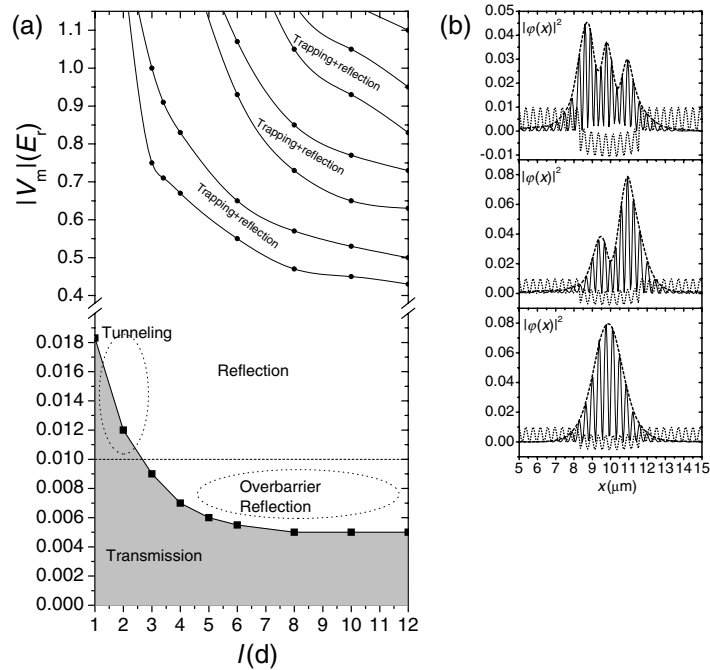 (a)
|V_m|(E_r)
1.1
1.0
0.9
0.8
0.7
0.6
0.5
0.4
0.018
0.016
0.014
0.012
0.010
0.008
0.006
0.004
0.002
0.000
Trapping+reflection
Trapping+reflection
Trapping+reflection
Tunneling
Reflection
Overbarrier
Reflection
Transmission
1 2 3 4 5 6 7 8 9 10 11 12
l(d)
(b)
|φ(x)|²
0.05
0.04
0.03
0.02
0.01
0.00
-0.01
|φ(x)|²
0.08
0.06
0.04
0.02
0.00
|φ(x)|²
0.08
0.06
0.04
0.02
0.00
5 6 7 8 9 10 11 12 13 14 15
x(μm)